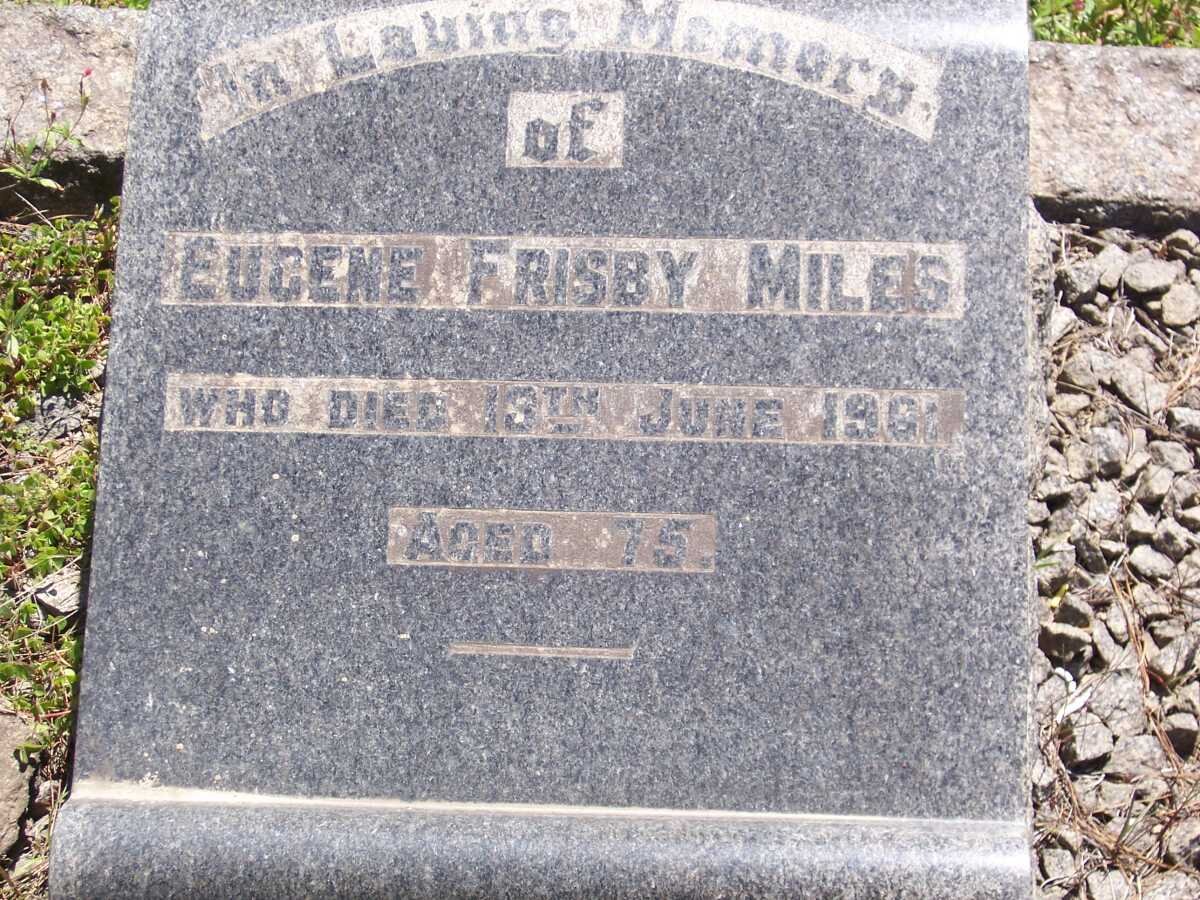 In Loving Memory
of
EUGENE FRISBY MILES
WHO DIED 13TH JUNE 1961
AGED 75.